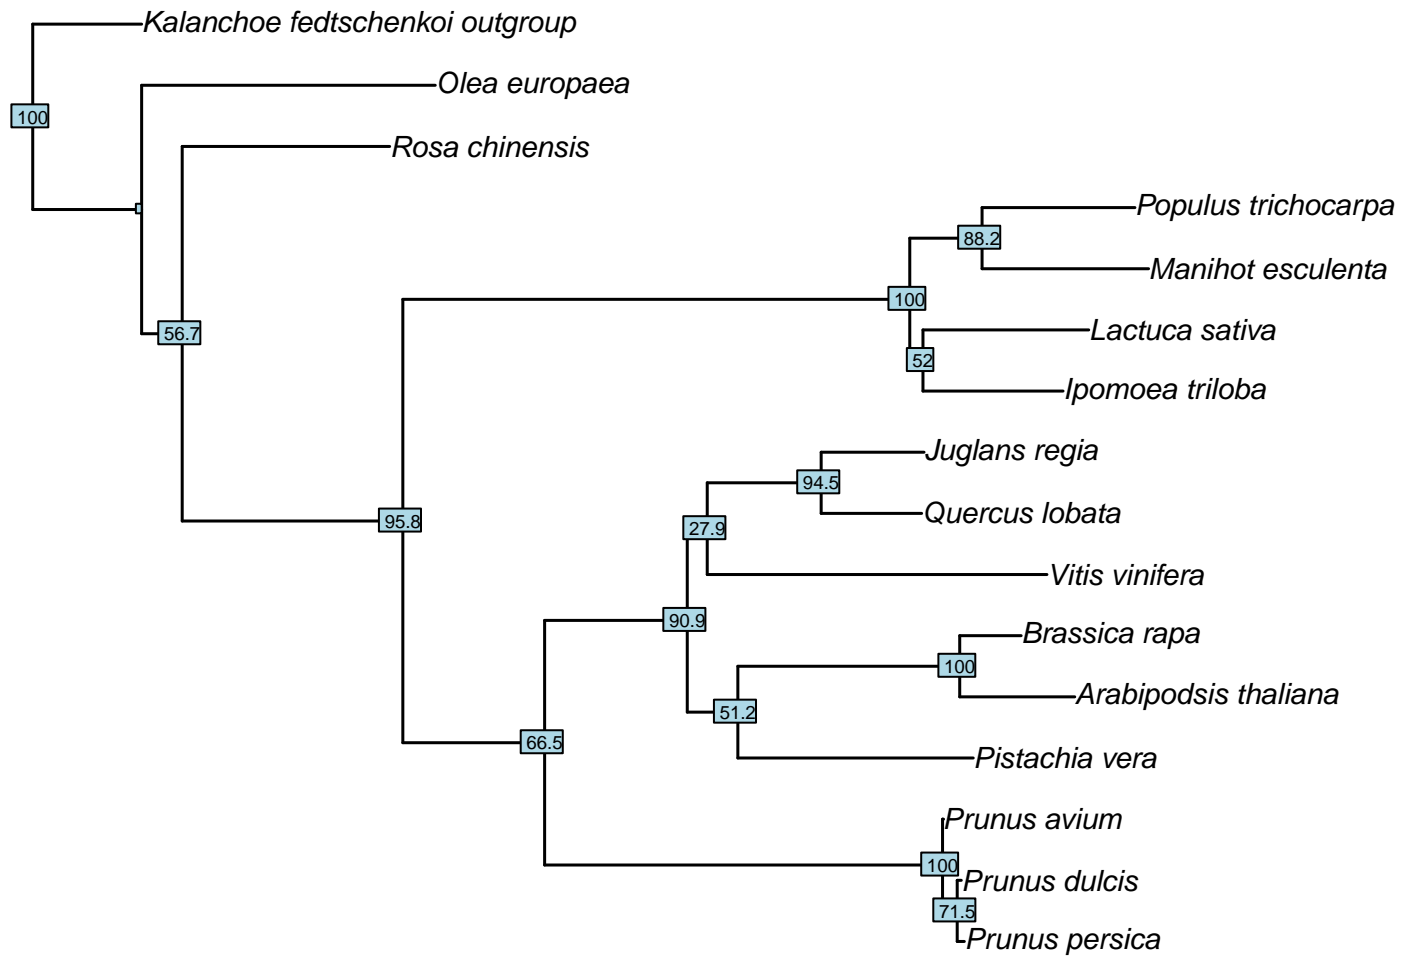 Kalanchoe fedtschenkoi outgroup
Olea europaea
100
Rosa chinensis
Populus trichocarpa
88.2
Manihot esculenta
100
Lactuca sativa
56.7
52
Ipomoea triloba
Juglans regia
94.5
Quercus lobata
95.8
27.9
Vitis vinifera
90.9
Brassica rapa
100
Arabipodsis thaliana
51.2
66.5
Pistachia vera
Prunus avium
100
Prunus dulcis
71.5
Prunus persica